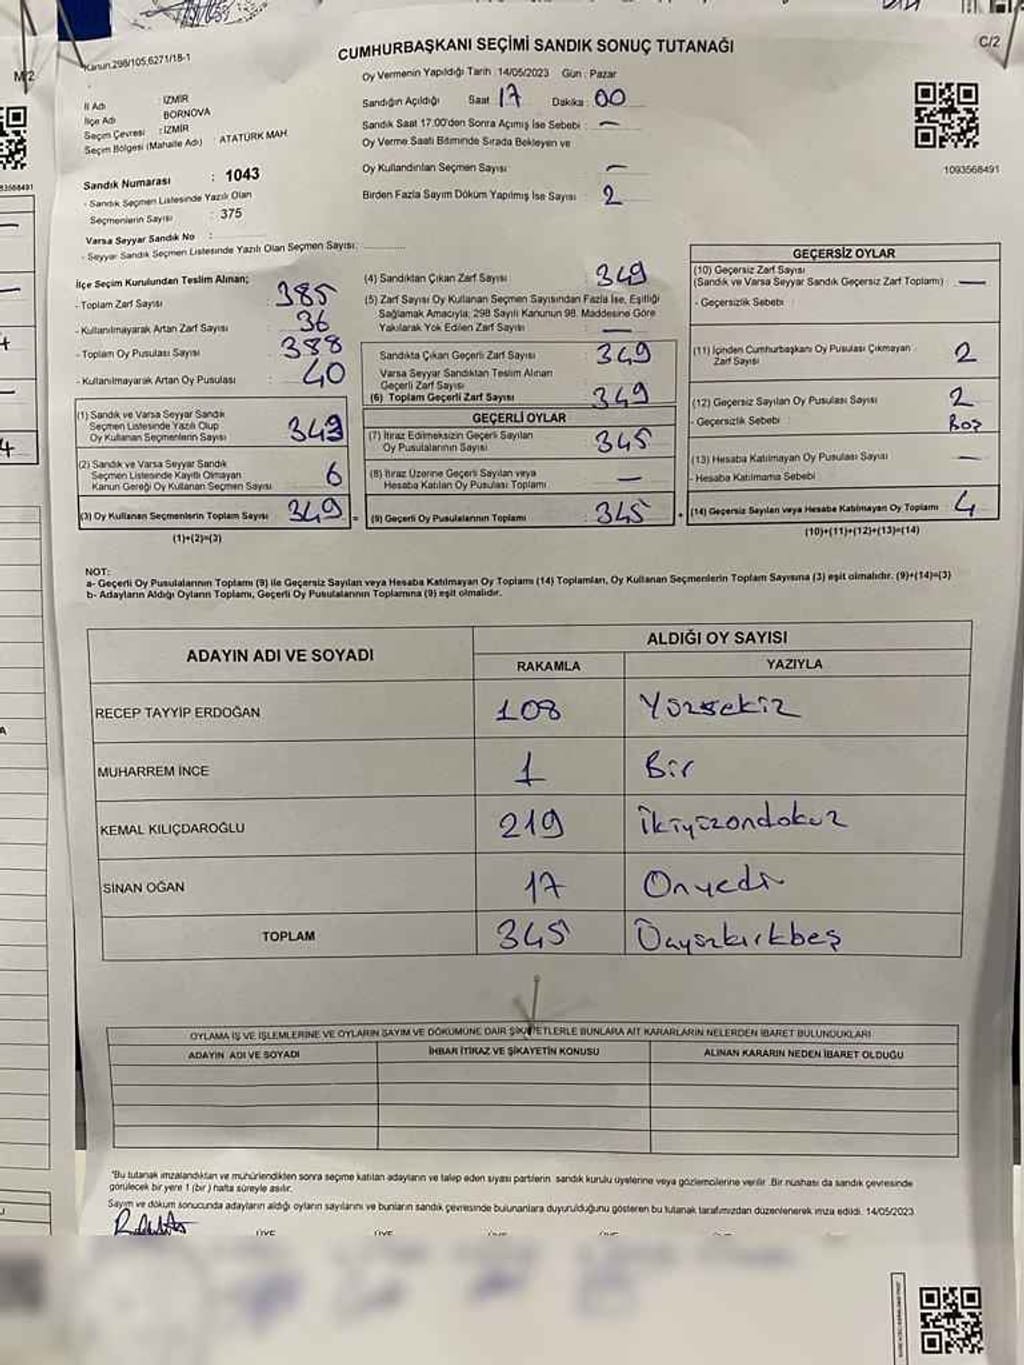 CUMHURBAŞKANI SEÇİMİ SANDIK SONUÇ TUTANAĞI
C/2
Kanun.298/105,6271/18-1
Oy Vermenin Yapıldığı Tarih : 14/05/2023 Gün : Pazar
İl Adı : İZMİR
İlçe Adı : BORNOVA
Seçim Çevresi : İZMİR
Seçim Bölgesi (Mahalle Adı) : ATATÜRK MAH.
Sandığın Açıldığı Saat 17 Dakika : 00
Sandık Saat 17.00'den Sonra Açımış İse Sebebi : —
Oy Verme Saati Bitiminde Sırada Bekleyen ve
Oy Kullandırılan Seçmen Sayısı : —
Birden Fazla Sayım Döküm Yapılmış İse Sayısı : 2
1093568491
Sandık Numarası : 1043
- Sandık Seçmen Listesinde Yazılı Olan
Seçmenlerin Sayısı : 375
Varsa Seyyar Sandık No :
- Seyyar Sandık Seçmen Listesinde Yazılı Olan Seçmen Sayısı:
İlçe Seçim Kurulundan Teslim Alınan;
- Toplam Zarf Sayısı : 385
- Kullanılmayarak Artan Zarf Sayısı : 36
- Toplam Oy Pusulası Sayısı : 388
- Kullanılmayarak Artan Oy Pusulası : 40
(1) Sandık ve Varsa Seyyar Sandık
Seçmen Listesinde Yazılı Olup
Oy Kullanan Seçmenlerin Sayısı : 343
(2) Sandık ve Varsa Seyyar Sandık
Seçmen Listesinde Kayıtlı Olmayan
Kanun Gereği Oy Kullanan Seçmen Sayısı : 6
(3) Oy Kullanan Seçmenlerin Toplam Sayısı : 349
(1)+(2)=(3)
(4) Sandıktan Çıkan Zarf Sayısı : 349
(5) Zarf Sayısı Oy Kullanan Seçmen Sayısından Fazla İse, Eşitliği
Sağlamak Amacıyla; 298 Sayılı Kanunun 98. Maddesine Göre
Yakılarak Yok Edilen Zarf Sayısı : —
Sandıkta Çıkan Geçerli Zarf Sayısı : 349
Varsa Seyyar Sandıktan Teslim Alınan
Geçerli Zarf Sayısı :
(6) Toplam Geçerli Zarf Sayısı : 349
GEÇERLİ OYLAR
(7) İtiraz Edilmeksizin Geçerli Sayılan
Oy Pusulalarının Sayısı : 345
(8) İtiraz Üzerine Geçerli Sayılan veya
Hesaba Katılan Oy Pusulası Toplamı : —
= (9) Geçerli Oy Pusulalarının Toplamı : 345
GEÇERSİZ OYLAR
(10) Geçersiz Zarf Sayısı
(Sandık ve Varsa Seyyar Sandık Geçersiz Zarf Toplamı) : —
- Geçersizlik Sebebi :
(11) İçinden Cumhurbaşkanı Oy Pusulası Çıkmayan
Zarf Sayısı : 2
(12) Geçersiz Sayılan Oy Pusulası Sayısı : 2
- Geçersizlik Sebebi : Boş
(13) Hesaba Katılmayan Oy Pusulası Sayısı : —
- Hesaba Katılmama Sebebi
+ (14) Geçersiz Sayılan veya Hesaba Katılmayan Oy Toplamı : 4
(10)+(11)+(12)+(13)=(14)
NOT:
a- Geçerli Oy Pusulalarının Toplamı (9) ile Geçersiz Sayılan veya Hesaba Katılmayan Oy Toplamı (14) Toplamları, Oy Kullanan Seçmenlerin Toplam Sayısına (3) eşit olmalıdır. (9)+(14)=(3)
b- Adayların Aldığı Oyların Toplamı, Geçerli Oy Pusulalarının Toplamına (9) eşit olmalıdır.
ADAYIN ADI VE SOYADI
ALDIĞI OY SAYISI
RAKAMLA YAZIYLA
RECEP TAYYİP ERDOĞAN 108 Yüzsekiz
MUHARREM İNCE 1 Bir
KEMAL KILIÇDAROĞLU 219 İkiyüzondokuz
SİNAN OĞAN 17 Onyedi
TOPLAM 345 Üçyüzkırkbeş
OYLAMA İŞ VE İŞLEMLERİNE VE OYLARIN SAYIM VE DÖKÜMÜNE DAİR ŞİKAYETLERLE BUNLARA AİT KARARLARIN NELERDEN İBARET BULUNDUKLARI
ADAYIN ADI VE SOYADI İHBAR İTİRAZ VE ŞİKAYETİN KONUSU ALINAN KARARIN NEDEN İBARET OLDUĞU
*Bu tutanak imzalandıktan ve mühürlendikten sonra seçime katılan adayların ve talep eden siyasi partilerin sandık kurulu üyelerine veya gözlemcilerine verilir. Bir nüshası da sandık çevresinde
görülecek bir yere 1 (bir) hafta süreyle asılır.
Sayım ve döküm sonucunda adayların aldığı oyların sayılarını ve bunların sandık çevresinde bulunanlara duyurulduğunu gösteren bu tutanak tarafımızdan düzenlenerek imza edildi. 14/05/2023
ÜYE ÜYE ÜYE ÜYE